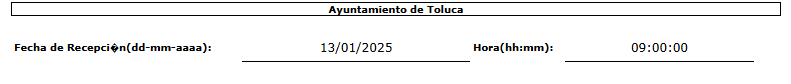 Ayuntamiento de Toluca
Fecha de Recepci�n(dd-mm-aaaa): 13/01/2025 Hora(hh:mm): 09:00:00